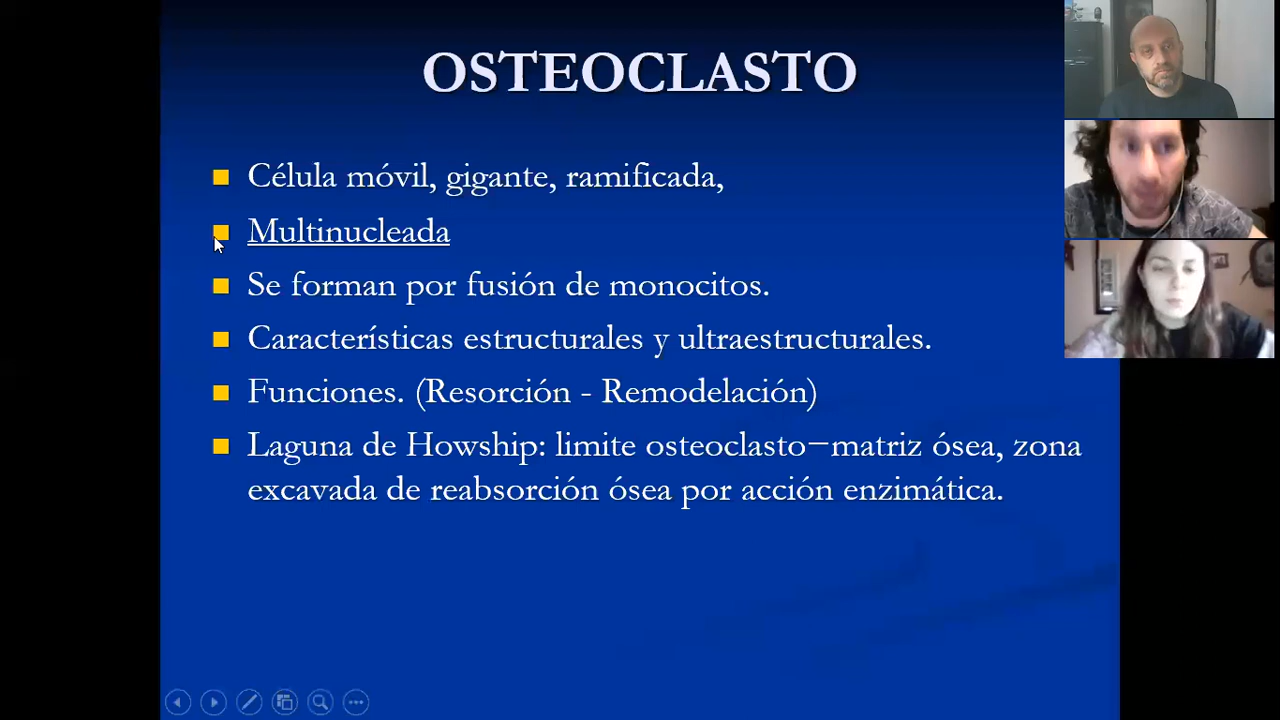 OSTEOCLASTO
Célula móvil, gigante, ramificada,
Multinucleada
Se forman por fusión de monocitos.
Características estructurales y ultraestructurales.
Funciones. (Resorción - Remodelación)
Laguna de Howship: limite osteoclasto−matriz ósea, zona
excavada de reabsorción ósea por acción enzimática.